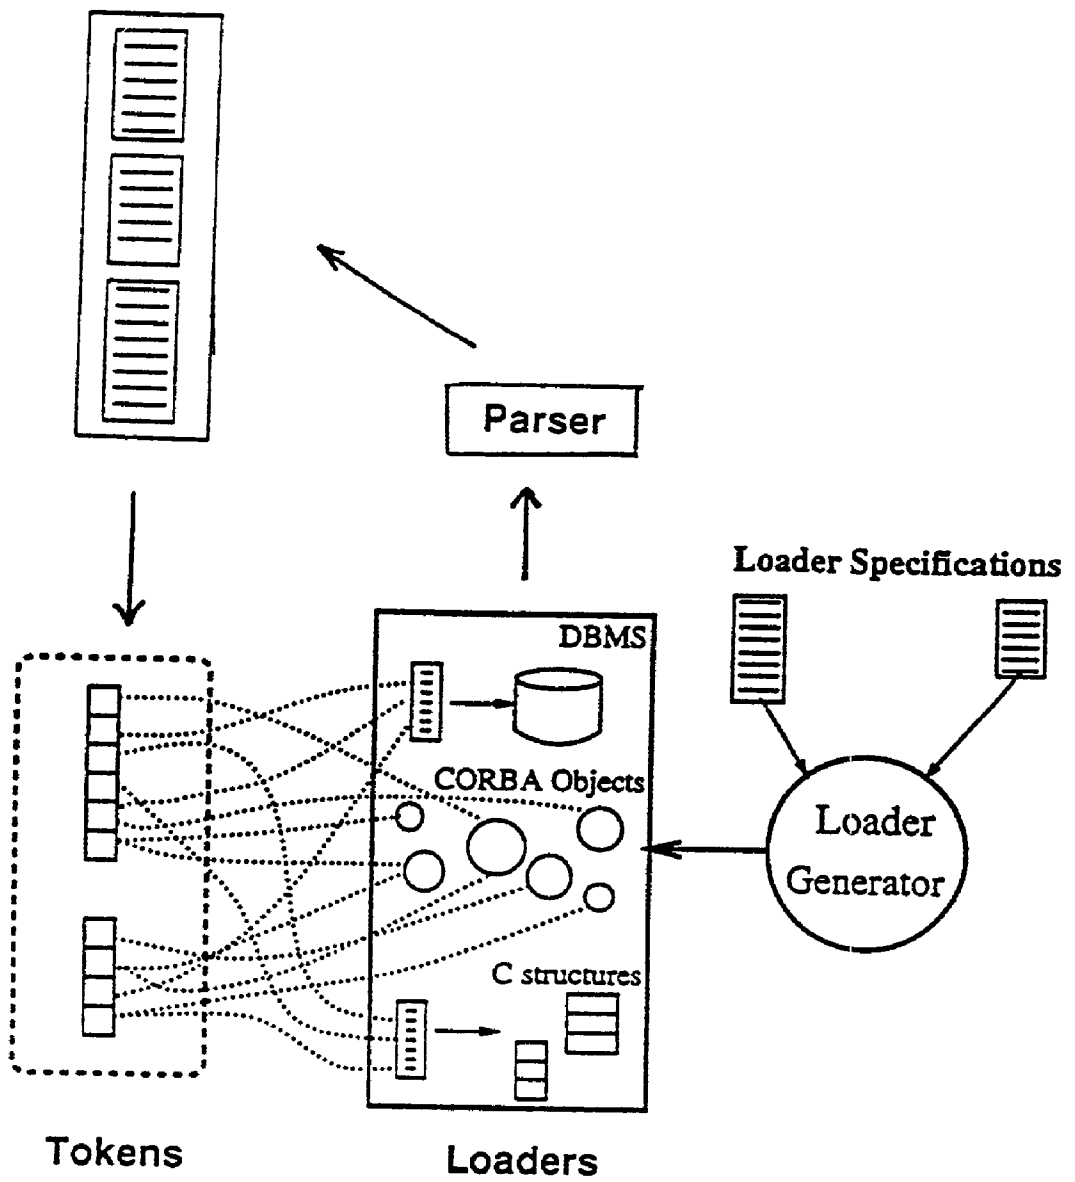 Parser
Loader Specifications
DBMS
CORBA Objects
Loader
Generator
C structures
Tokens
Loaders